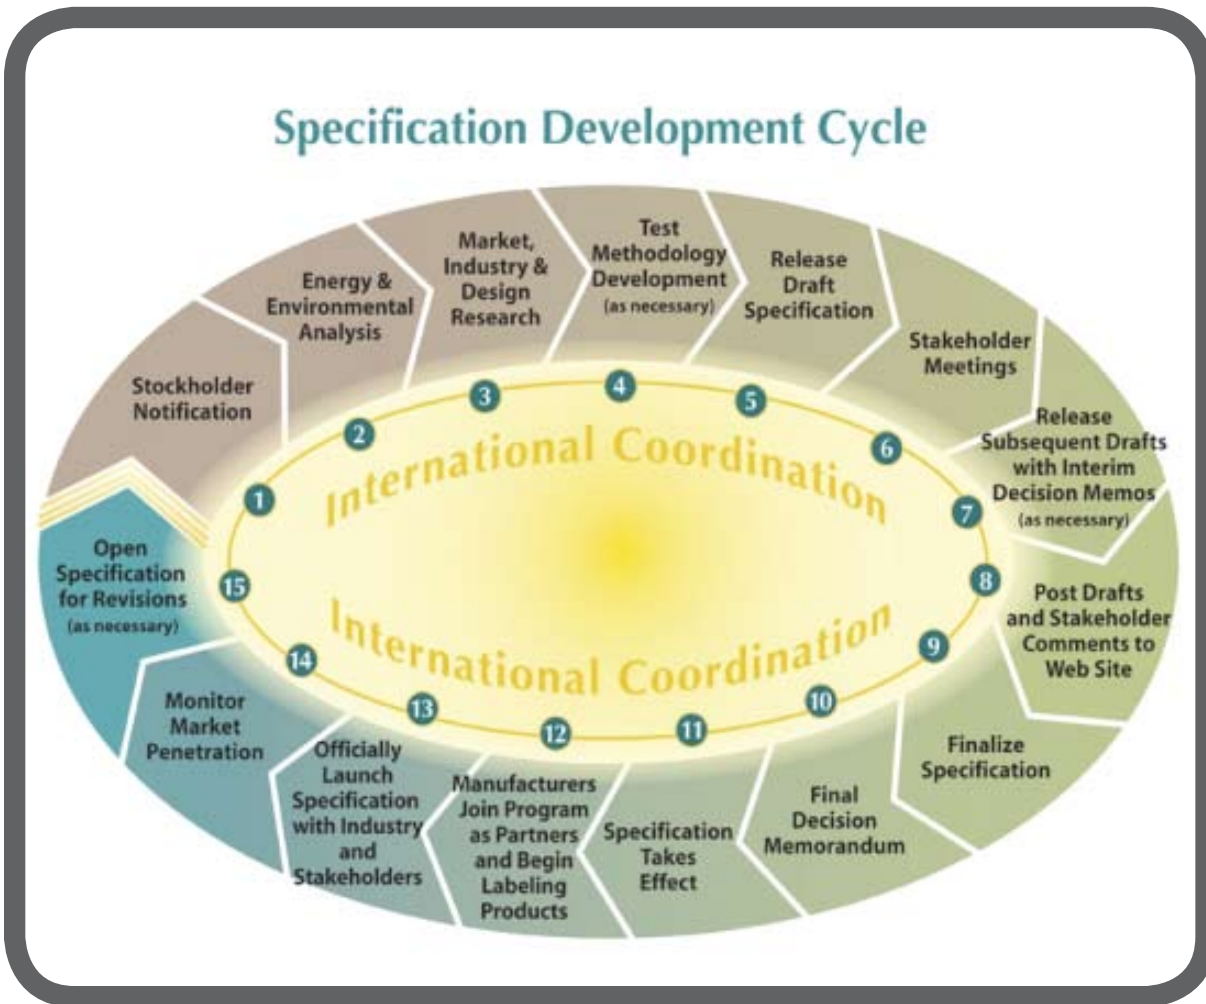 Specification Development Cycle
Stockholder
Notification
Energy &
Environmental
Analysis
Market,
Industry &
Design
Research
Test
Methodology
Development
(as necessary)
Release
Draft
Specification
Stakeholder
Meetings
Release
Subsequent Drafts
with Interim
Decision Memos
(as necessary)
Post Drafts
and Stakeholder
Comments to
Web Site
Finalize
Specification
Final
Decision
Memorandum
Specification
Takes
Effect
Manufacturers
Join Program
as Partners
and Begin
Labeling
Products
Officially
Launch
Specification
with Industry
and
Stakeholders
Monitor
Market
Penetration
Open
Specification
for Revisions
(as necessary)
1
2
3
4
5
6
7
8
9
10
11
12
13
14
15
International Coordination
International Coordination